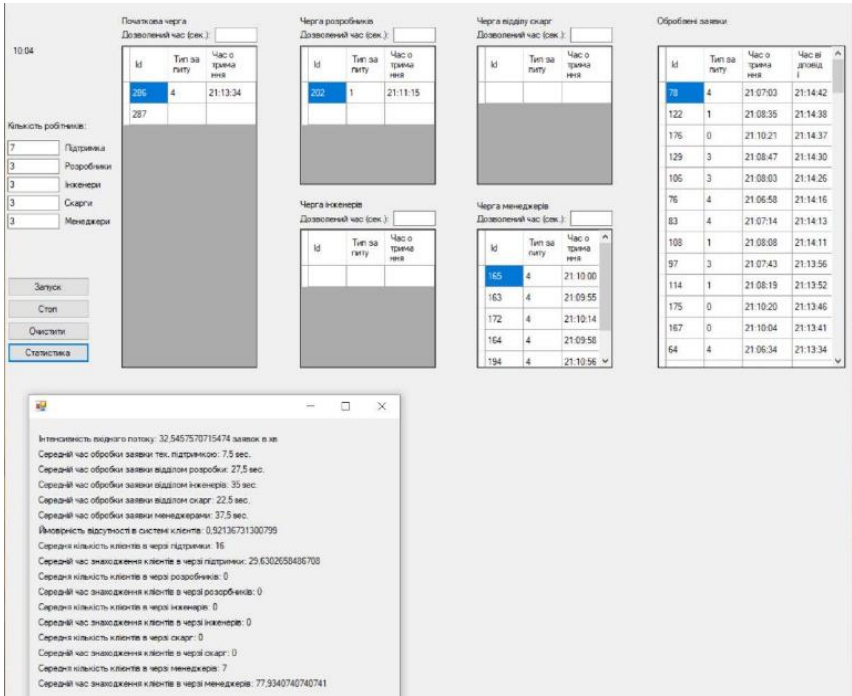 10:04
Кількість робітників:
7 Підтримка
3 Розробники
3 Інженери
3 Скарги
3 Менеджери
Запуск
Стоп
Очистити
Статистика
Початкова черга
Дозволений час (сек.):
Id Тип за питу Час о трима ння
286 4 21:13:34
287
Черга розробників
Дозволений час (сек.):
Id Тип за питу Час о трима ння
202 1 21:11:15
Черга відділу скарг
Дозволений час (сек.):
Id Тип за питу Час о трима ння
Черга інженерів
Дозволений час (сек.):
Id Тип за питу Час о трима ння
Черга менеджерів
Дозволений час (сек.):
Id Тип за питу Час о трима ння
165 4 21:10:00
163 4 21:09:55
172 4 21:10:14
164 4 21:09:58
194 4 21:10:56
Оброблені заявки
Id Тип за питу Час о трима ння Час ві дповід і
78 4 21:07:03 21:14:42
122 1 21:08:35 21:14:38
176 0 21:10:21 21:14:37
129 3 21:08:47 21:14:30
106 3 21:08:03 21:14:26
76 4 21:06:58 21:14:16
83 4 21:07:14 21:14:13
108 1 21:08:08 21:14:11
97 3 21:07:43 21:13:56
114 1 21:08:19 21:13:52
175 0 21:10:20 21:13:46
167 0 21:10:04 21:13:41
64 4 21:06:34 21:13:34
Інтенсивність вхідного потоку: 32,5457570715474 заявок в хв
Середній час обробки заявки тех. підтримкою: 7,5 sec.
Середній час обробки заявки відділом розробки: 27,5 sec.
Середній час обробки заявки відділом інженерів: 35 sec.
Середній час обробки заявки відділом скарг: 22,5 sec.
Середній час обробки заявки менеджерами: 37,5 sec.
Ймовірність відсутності в системі клієнтів: 0,92136731300799
Середня кількість клієнтів в черзі підтримки: 16
Середній час знаходження клієнтів в черзі підтримки: 29,6302658486708
Середня кількість клієнтів в черзі розробників: 0
Середній час знаходження клієнтів в черзі розорбників: 0
Середня кількість клієнтів в черзі інженерів: 0
Середній час знаходження клієнтів в черзі інженерів: 0
Середня кількість клієнтів в черзі скарг: 0
Середній час знаходження клієнтів в черзі скарг: 0
Середня кількість клієнтів в черзі менеджерів: 7
Середній час знаходження клієнтів в черзі менеджерів: 77,9340740740741